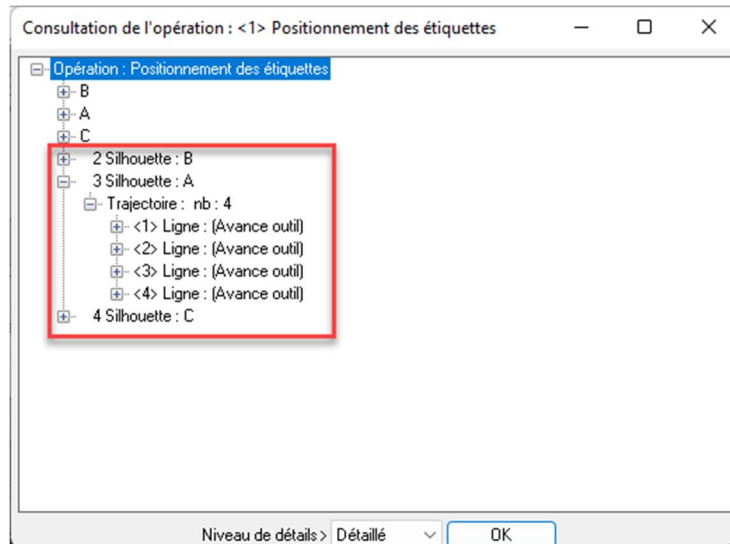 Consultation de l'opération : <1> Positionnement des étiquettes
Opération : Positionnement des étiquettes
B
A
C
2 Silhouette : B
3 Silhouette : A
Trajectoire : nb : 4
<1> Ligne : (Avance outil)
<2> Ligne : (Avance outil)
<3> Ligne : (Avance outil)
<4> Ligne : (Avance outil)
4 Silhouette : C
Niveau de détails> Détaillé OK